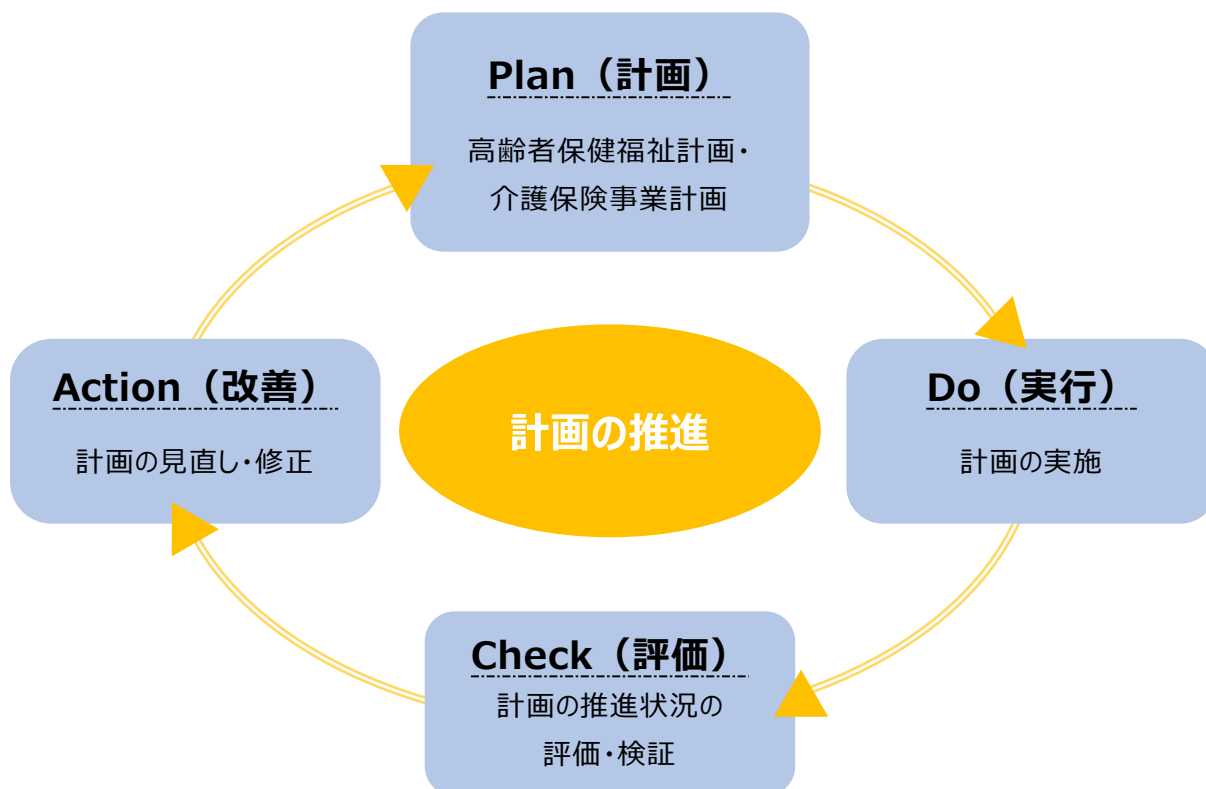 Plan（計画）
高齢者保健福祉計画・
介護保険事業計画
Action（改善）
計画の見直し・修正
計画の推進
Do（実行）
計画の実施
Check（評価）
計画の推進状況の
評価・検証